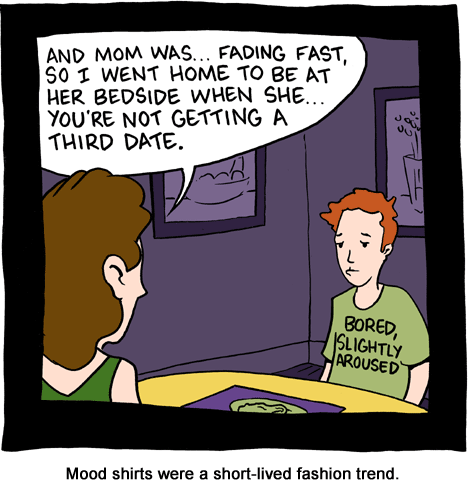 AND MOM WAS... FADING FAST,
SO I WENT HOME TO BE AT
HER BEDSIDE WHEN SHE...
YOU'RE NOT GETTING A
THIRD DATE.
BORED,
SLIGHTLY
AROUSED
Mood shirts were a short-lived fashion trend.